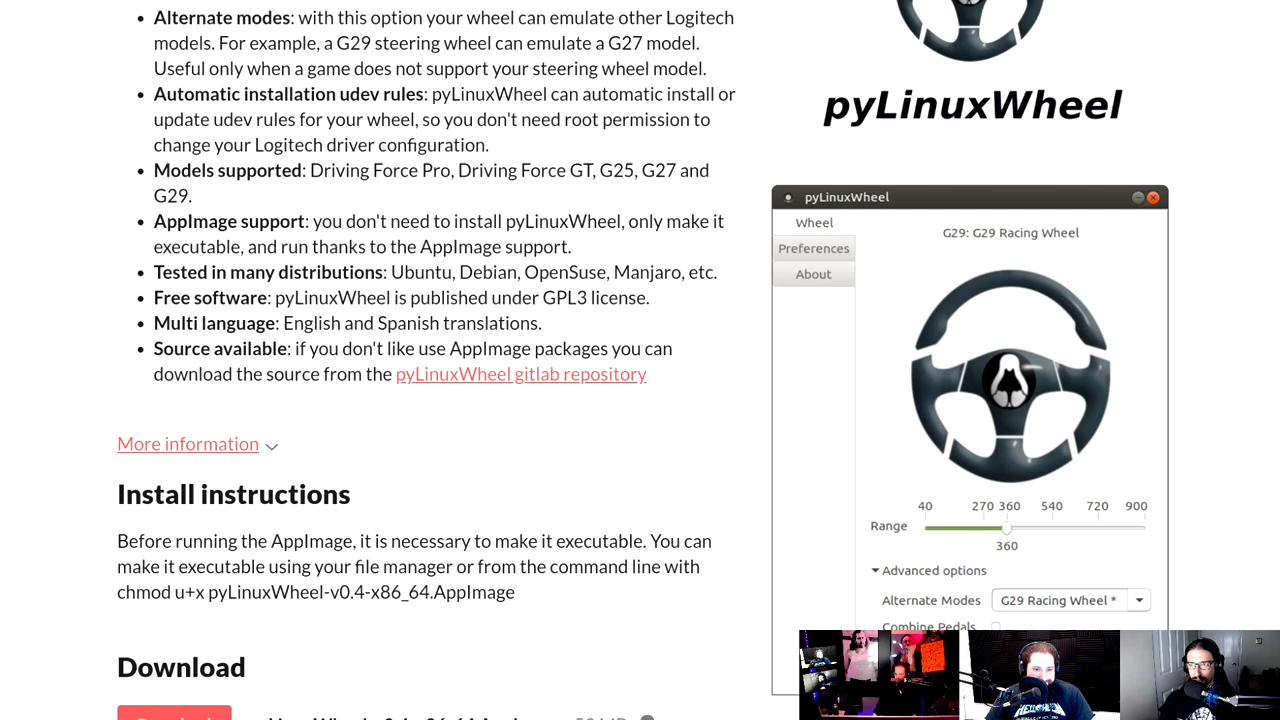 Alternate modes: with this option your wheel can emulate other Logitech
models. For example, a G29 steering wheel can emulate a G27 model.
Useful only when a game does not support your steering wheel model.
Automatic installation udev rules: pyLinuxWheel can automatic install or
update udev rules for your wheel, so you don't need root permission to
change your Logitech driver configuration.
Models supported: Driving Force Pro, Driving Force GT, G25, G27 and
G29.
AppImage support: you don't need to install pyLinuxWheel, only make it
executable, and run thanks to the AppImage support.
Tested in many distributions: Ubuntu, Debian, OpenSuse, Manjaro, etc.
Free software: pyLinuxWheel is published under GPL3 license.
Multi language: English and Spanish translations.
Source available: if you don't like use AppImage packages you can
download the source from the pyLinuxWheel gitlab repository
More information
Install instructions
Before running the AppImage, it is necessary to make it executable. You can
make it executable using your file manager or from the command line with
chmod u+x pyLinuxWheel-v0.4-x86_64.AppImage
Download
pyLinuxWheel
pyLinuxWheel
Wheel
Preferences
About
G29: G29 Racing Wheel
40 270 360 540 720 900
Range
360
Advanced options
Alternate Modes G29 Racing Wheel *
Combine Pedals